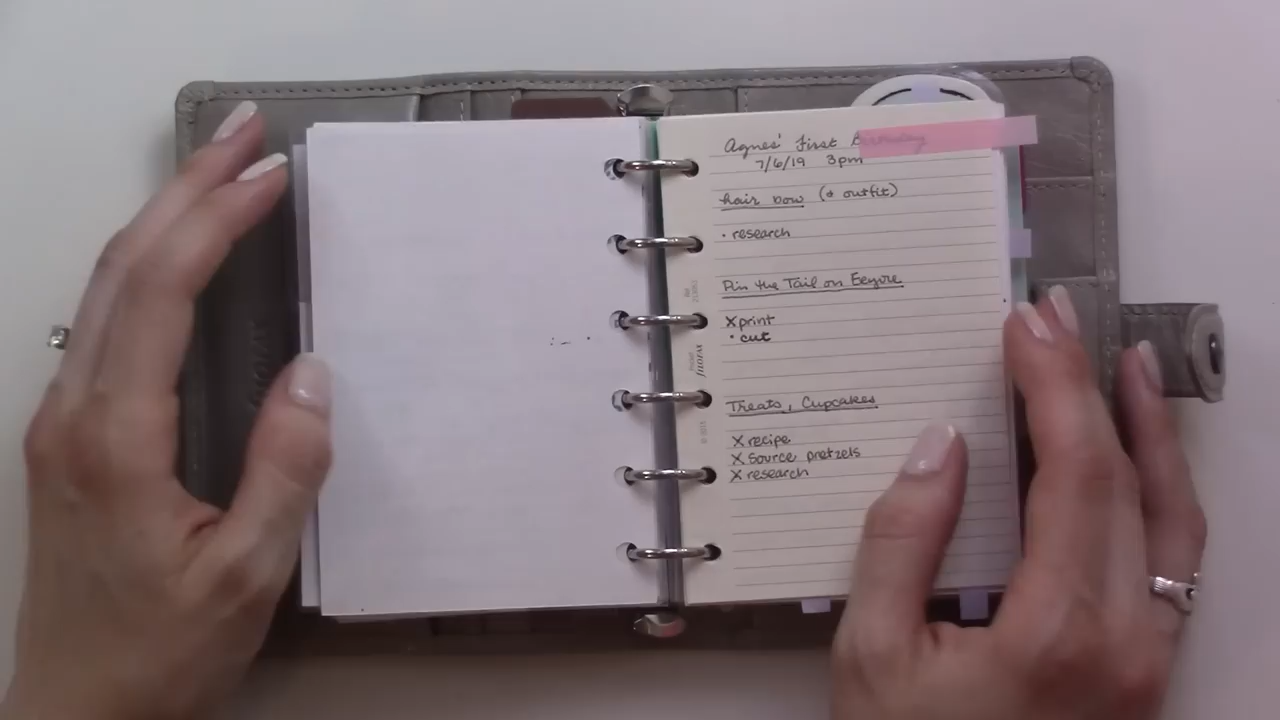 Agnes' First Birthday
7/6/19 3pm
hair bow (& outfit)
· research
Pin the Tail on Eeyore
X print
· cut
Treats, Cupcakes
X recipe
X source pretzels
X research
filofax